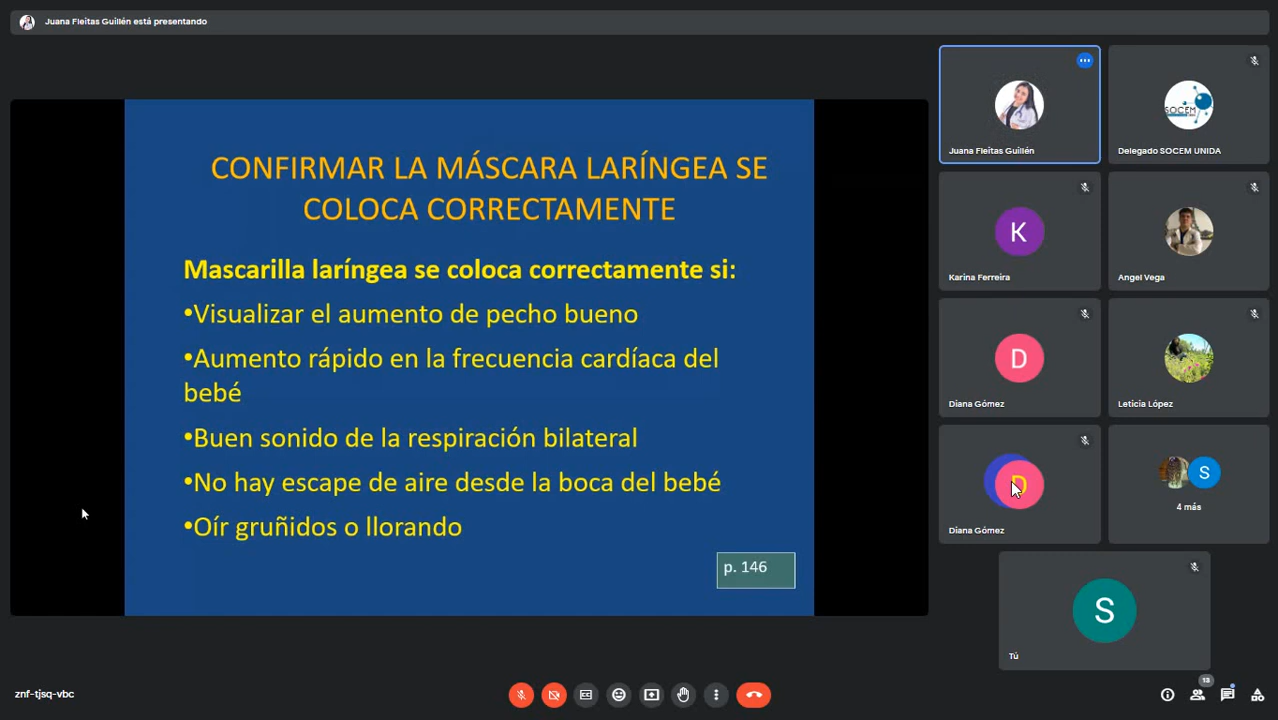 Juana Fleitas Guillén está presentando
CONFIRMAR LA MÁSCARA LARÍNGEA SE
COLOCA CORRECTAMENTE
Mascarilla laríngea se coloca correctamente si:
•Visualizar el aumento de pecho bueno
•Aumento rápido en la frecuencia cardíaca del
bebé
•Buen sonido de la respiración bilateral
•No hay escape de aire desde la boca del bebé
•Oír gruñidos o llorando
p. 146
Juana Fleitas Guillén
SOCEM
Delegado SOCEM UNIDA
K
Karina Ferreira
Angel Vega
D
Diana Gómez
Leticia López
D
Diana Gómez
S
4 más
S
Tú
znf-tjsq-vbc
13